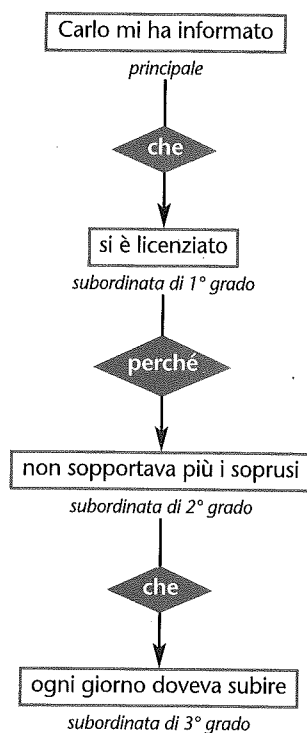 Carlo mi ha informato
principale
che
si è licenziato
subordinata di 1° grado
perché
non sopportava più i soprusi
subordinata di 2° grado
che
ogni giorno doveva subire
subordinata di 3° grado